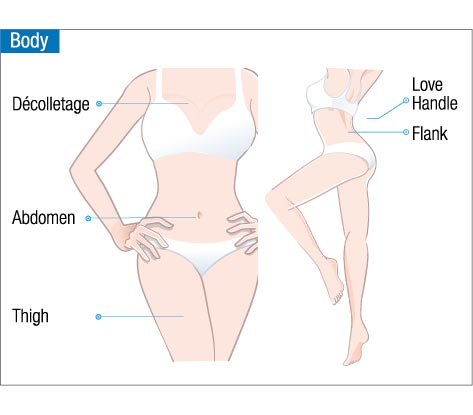 Body
Décolletage
Abdomen
Thigh
Love
Handle
Flank